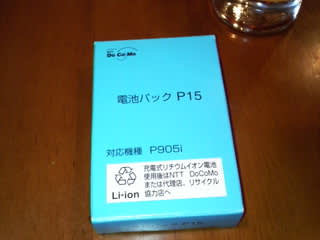 DoCoMo
電池パック P15
対応機種 P905i
充電式リチウムイオン電池
使用後はNTT DoCoMo
または代理店、リサイクル
協力店へ
Li-ion
P15